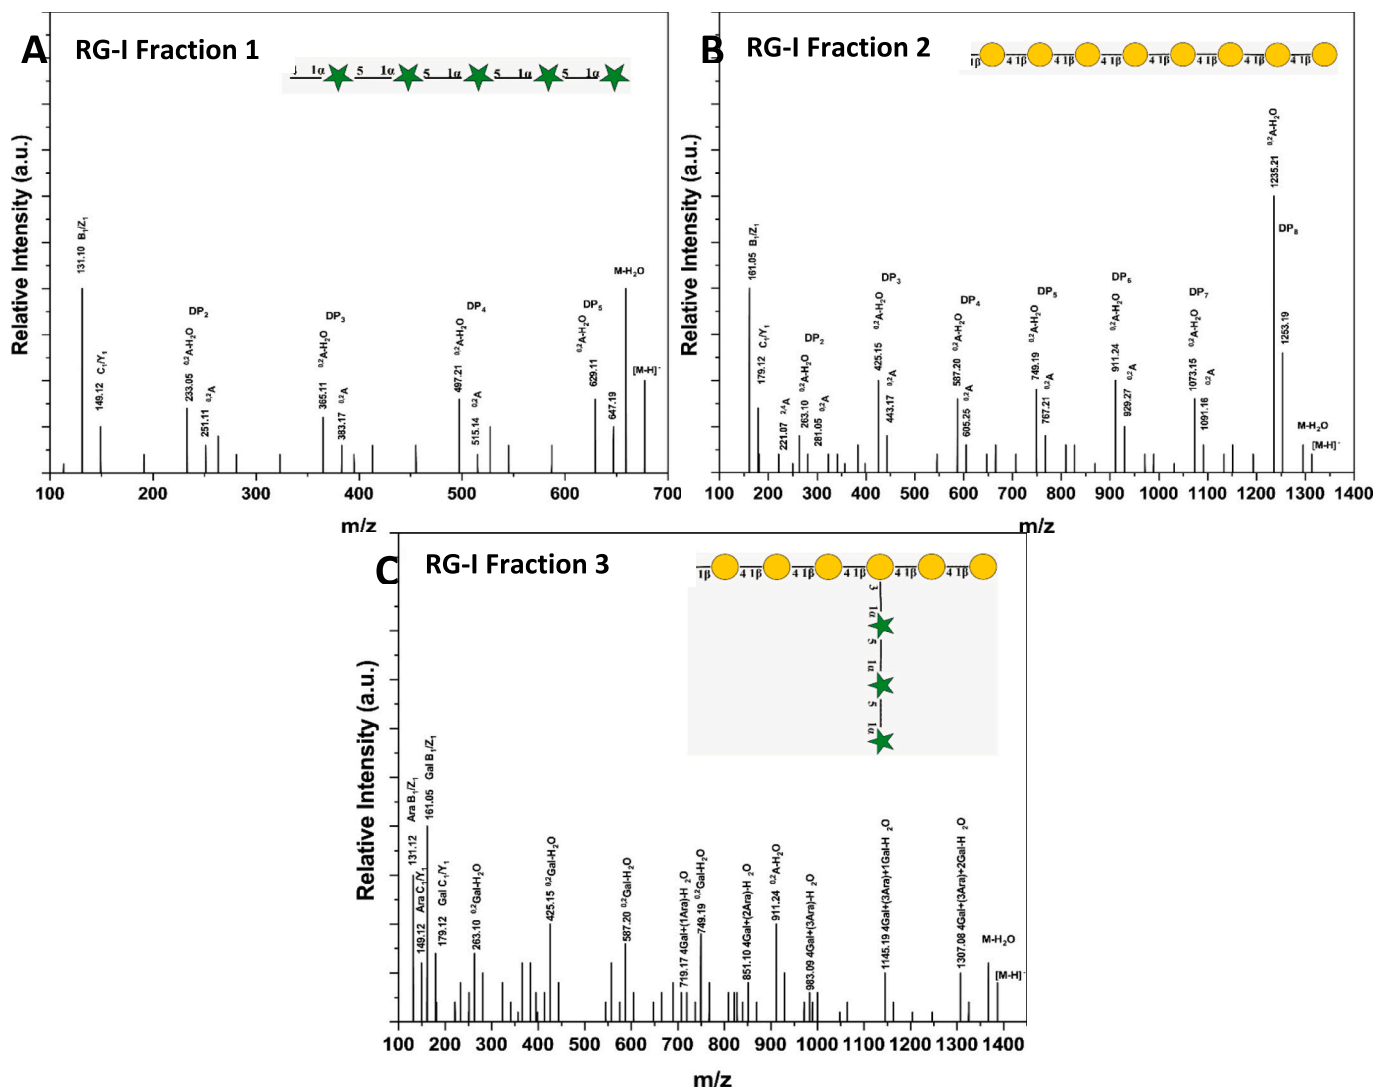 A
RG-I Fraction 1
1α 5 1α 5 1α 5 1α 5 1α
Relative Intensity (a.u.)
131.10 B1/Z1
149.12 C1/Y1
DP2
233.05 0,2A-H2O
251.11 0,2A
DP3
365.11 0,2A-H2O
383.17 0,2A
DP4
497.21 0,2A-H2O
515.14 0,2A
DP5
0,2A-H2O
629.11
647.19
M-H2O
[M-H]-
100 200 300 400 500 600 700
m/z
B
RG-I Fraction 2
1β 4 1β 4 1β 4 1β 4 1β 4 1β 4 1β 4 1β
Relative Intensity (a.u.)
161.05 B1/Z1
179.12 C1/Y1
221.07 2,4A
DP2
263.10 0,2A-H2O
281.05 0,2A
DP3
425.15 0,2A-H2O
443.17 0,2A
DP4
587.20 0,2A-H2O
605.25 0,2A
DP5
749.19 0,2A-H2O
767.21 0,2A
DP6
911.24 0,2A-H2O
929.27 0,2A
DP7
1073.15 0,2A-H2O
1091.16 0,2A
1235.21 0,2A-H2O
DP8
1253.19
M-H2O
[M-H]-
100 200 300 400 500 600 700 800 900 1000 1100 1200 1300 1400
m/z
C
RG-I Fraction 3
1β 4 1β 4 1β 4 1β 4 1β 4 1β
3
1α
5
1α
5
1α
Relative Intensity (a.u.)
131.12 Ara B1/Z1
149.12 Ara C1/Y1
161.05 Gal B1/Z1
179.12 Gal C1/Y1
263.10 0,2Gal-H2O
425.15 0,2Gal-H2O
587.20 0,2Gal-H2O
719.17 4Gal+(1Ara)-H2O
749.19 0,2Gal-H2O
851.10 4Gal+(2Ara)-H2O
911.24 0,2A-H2O
983.09 4Gal+(3Ara)-H2O
1145.19 4Gal+(3Ara)+1Gal-H2O
1307.08 4Gal+(3Ara)+2Gal-H2O
M-H2O
[M-H]-
100 200 300 400 500 600 700 800 900 1000 1100 1200 1300 1400
m/z